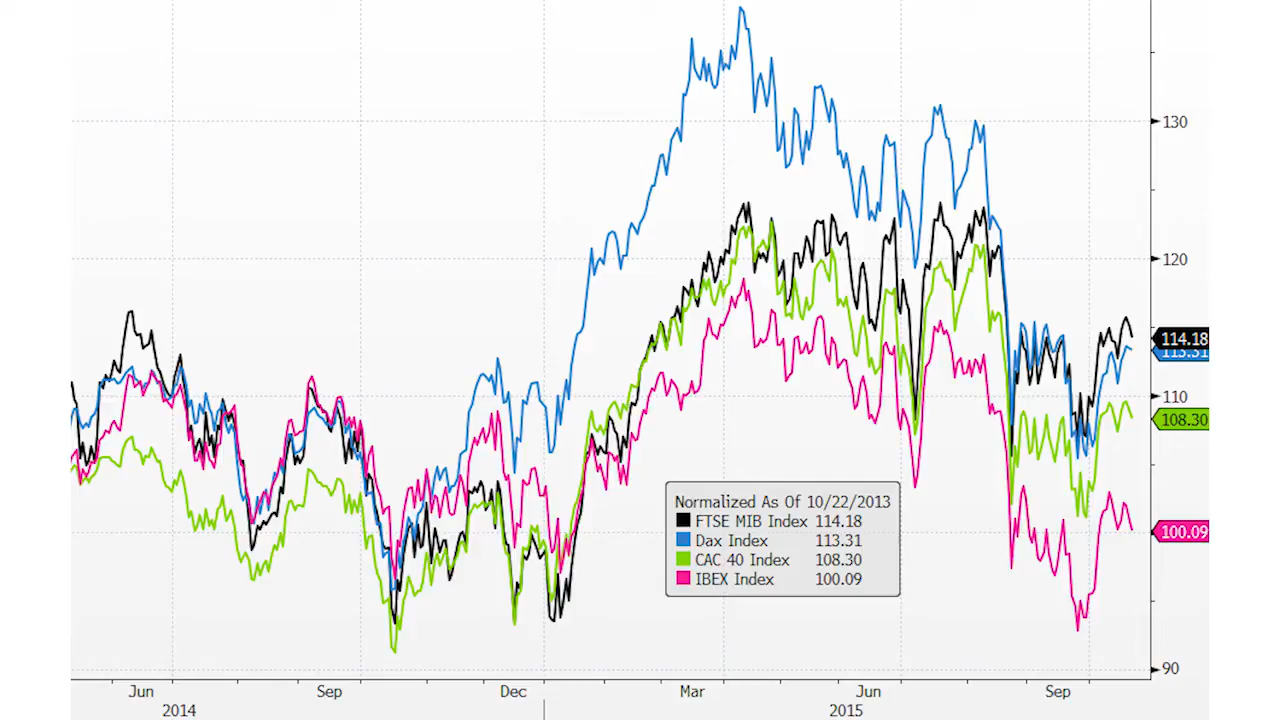 130
120
114.18
113.31
110
108.30
Normalized As Of 10/22/2013
FTSE MIB Index 114.18
Dax Index 113.31
CAC 40 Index 108.30
IBEX Index 100.09
100.09
90
Jun Sep Dec Mar Jun Sep
2014 2015